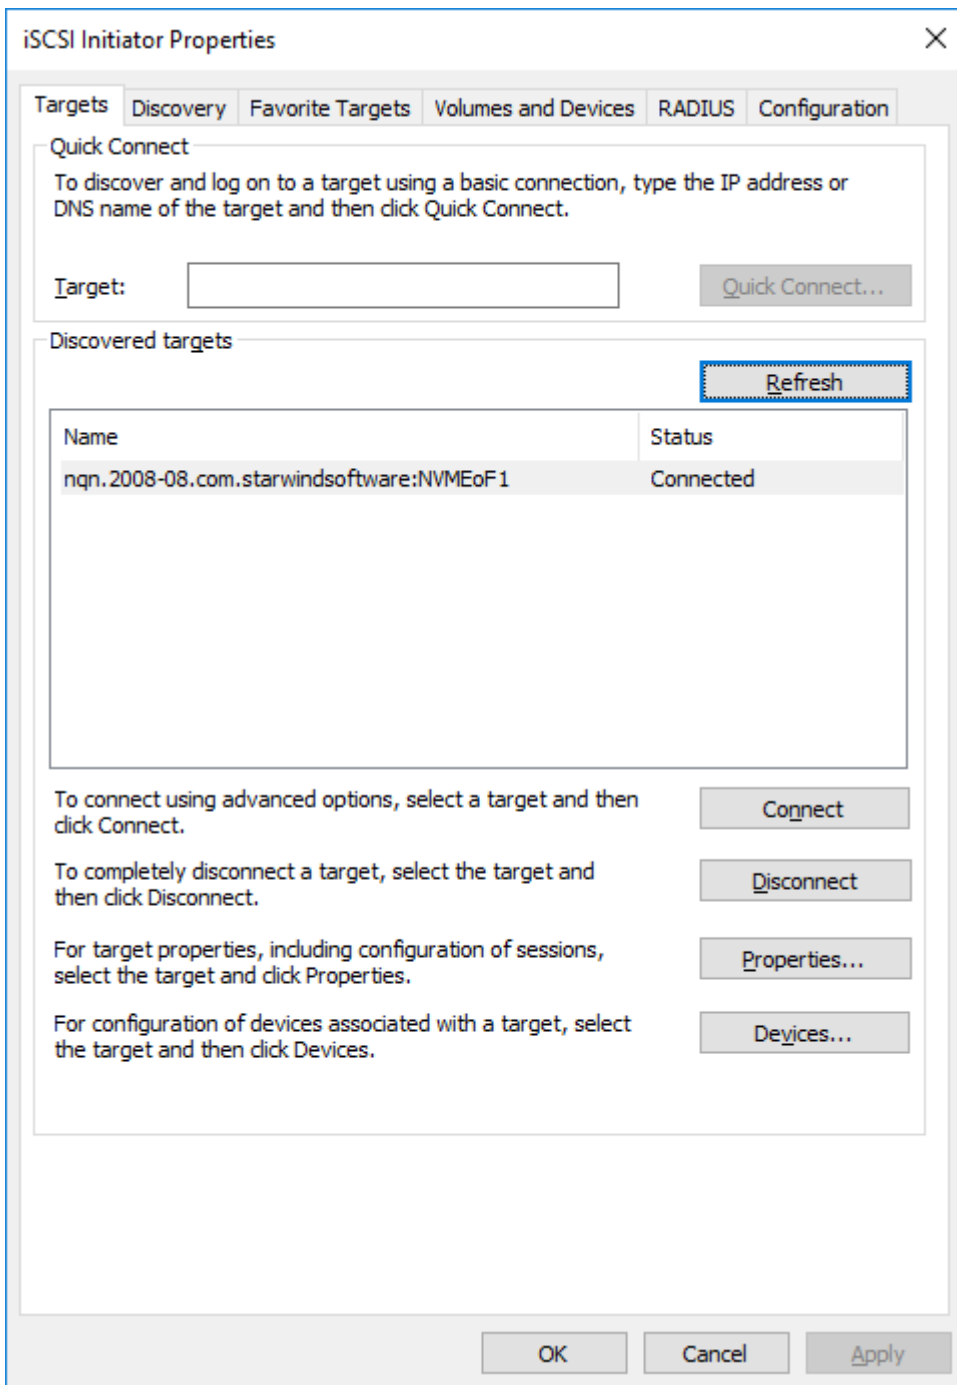 iSCSI Initiator Properties
Targets Discovery Favorite Targets Volumes and Devices RADIUS Configuration
Quick Connect
To discover and log on to a target using a basic connection, type the IP address or
DNS name of the target and then click Quick Connect.
Target:
Quick Connect...
Discovered targets
Refresh
Name Status
nqn.2008-08.com.starwindsoftware:NVMEoF1 Connected
To connect using advanced options, select a target and then
click Connect.
Connect
To completely disconnect a target, select the target and
then click Disconnect.
Disconnect
For target properties, including configuration of sessions,
select the target and click Properties.
Properties...
For configuration of devices associated with a target, select
the target and then click Devices.
Devices...
OK Cancel Apply